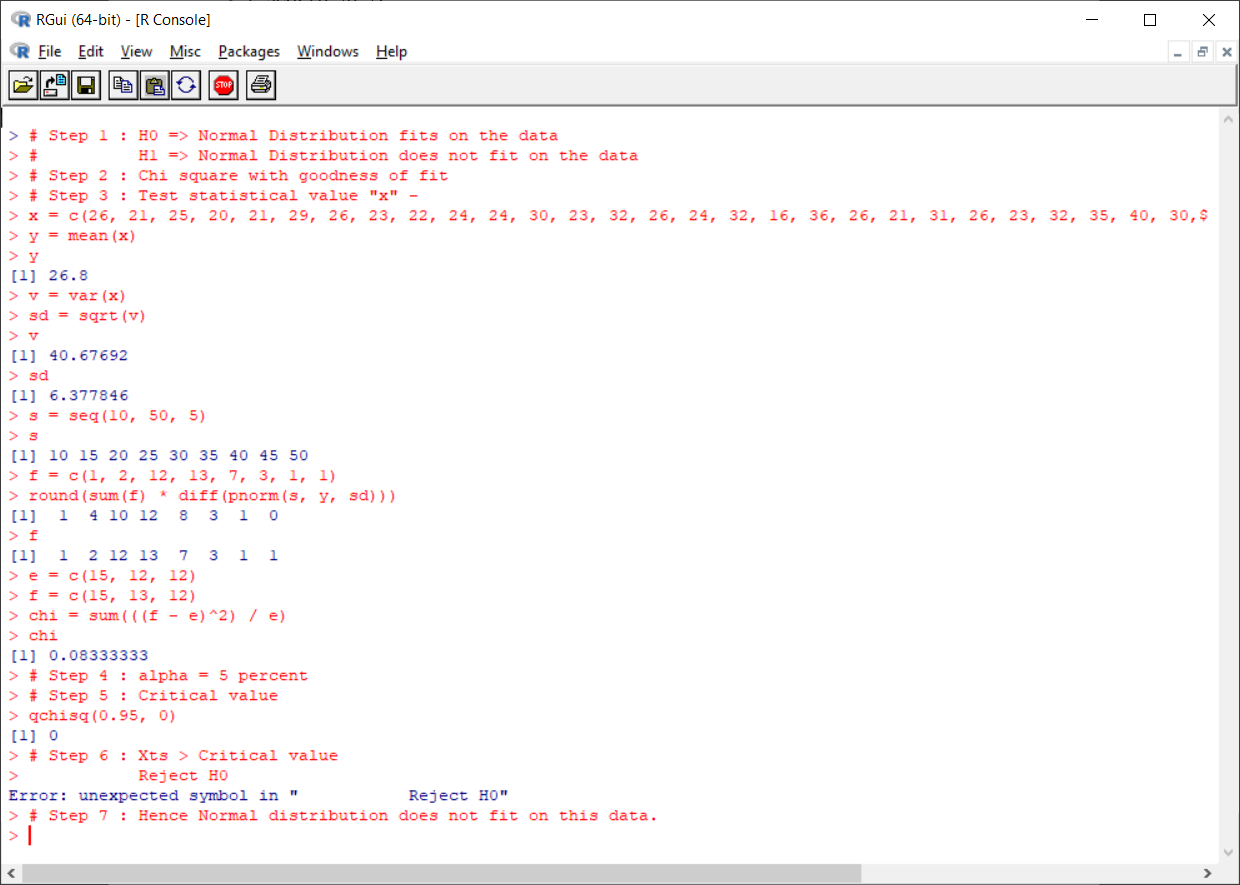 RGui (64-bit) - [R Console]
File Edit View Misc Packages Windows Help
STOP
> # Step 1 : H0 => Normal Distribution fits on the data
> #          H1 => Normal Distribution does not fit on the data
> # Step 2 : Chi square with goodness of fit
> # Step 3 : Test statistical value "x" -
> x = c(26, 21, 25, 20, 21, 29, 26, 23, 22, 24, 24, 30, 23, 32, 26, 24, 32, 16, 36, 26, 21, 31, 26, 23, 32, 35, 40, 30,$
> y = mean(x)
> y
[1] 26.8
> v = var(x)
> sd = sqrt(v)
> v
[1] 40.67692
> sd
[1] 6.377846
> s = seq(10, 50, 5)
> s
[1] 10 15 20 25 30 35 40 45 50
> f = c(1, 2, 12, 13, 7, 3, 1, 1)
> round(sum(f) * diff(pnorm(s, y, sd)))
[1]  1  4 10 12  8  3  1  0
> f
[1]  1  2 12 13  7  3  1  1
> e = c(15, 12, 12)
> f = c(15, 13, 12)
> chi = sum(((f - e)^2) / e)
> chi
[1] 0.08333333
> # Step 4 : alpha = 5 percent
> # Step 5 : Critical value
> qchisq(0.95, 0)
[1] 0
> # Step 6 : Xts > Critical value
>            Reject H0
Error: unexpected symbol in "           Reject H0"
> # Step 7 : Hence Normal distribution does not fit on this data.
>